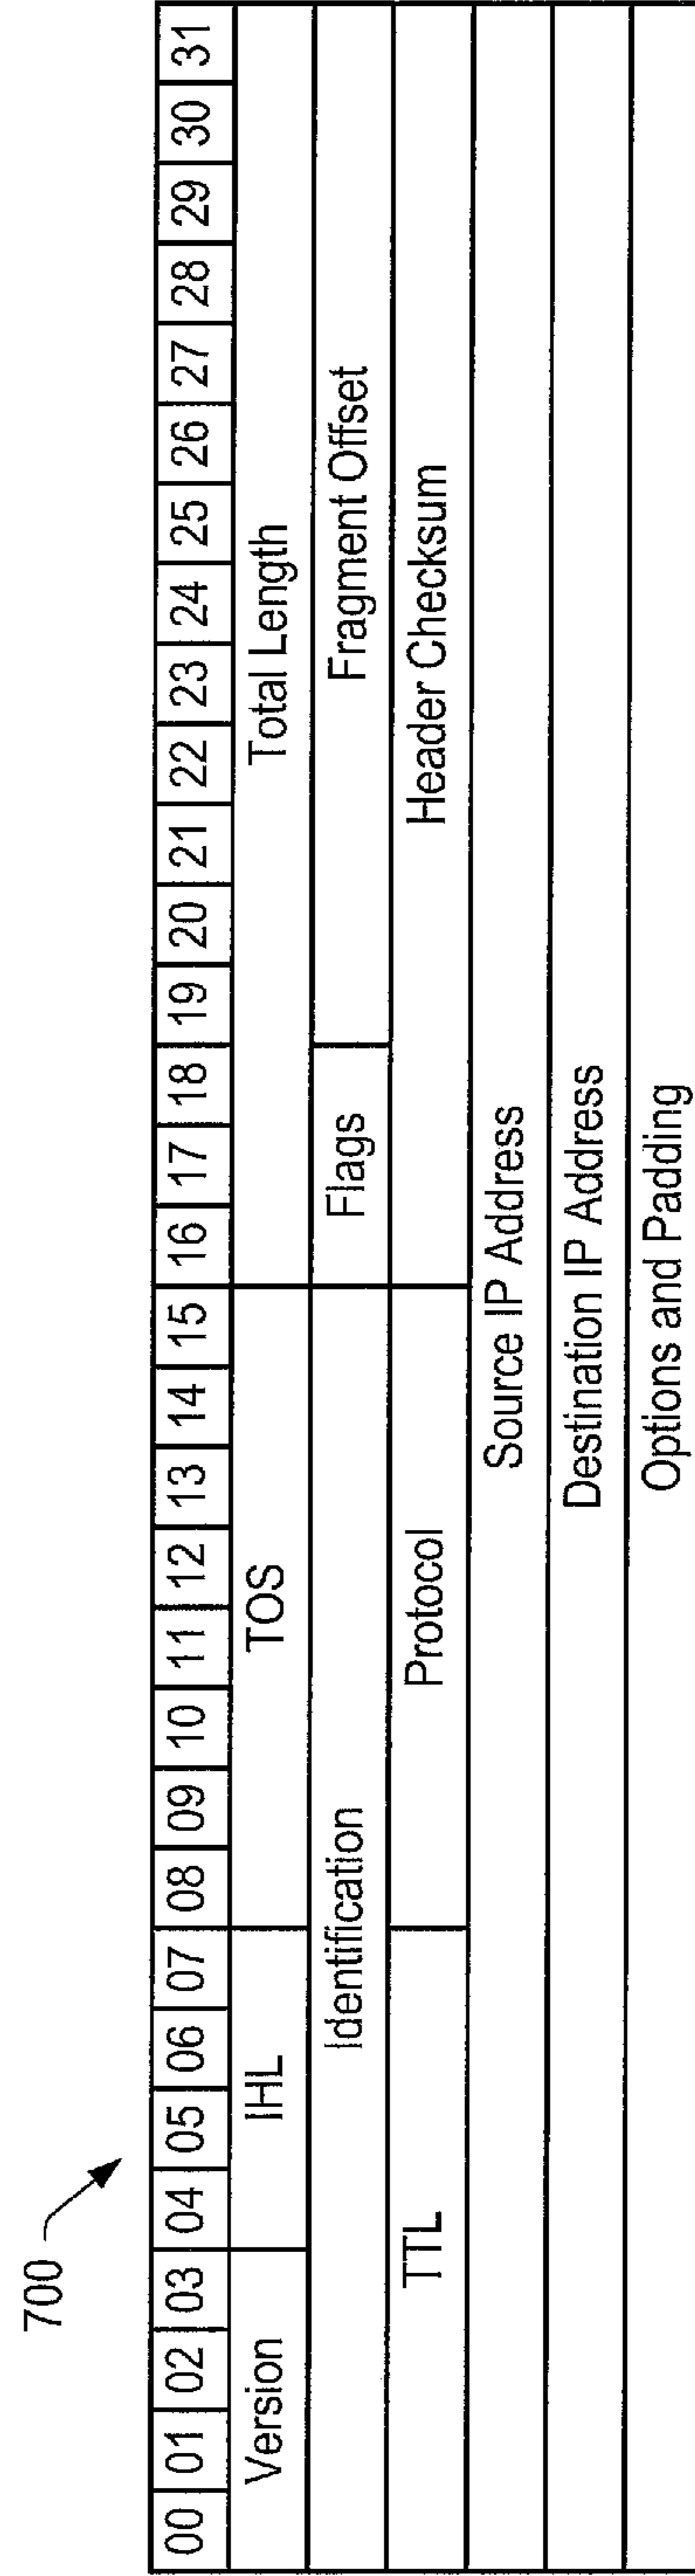 700
00 01 02 03 04 05 06 07 08 09 10 11 12 13 14 15 16 17 18 19 20 21 22 23 24 25 26 27 28 29 30 31
Version IHL TOS Total Length
Identification Flags Fragment Offset
TTL Protocol Header Checksum
Source IP Address
Destination IP Address
Options and Padding